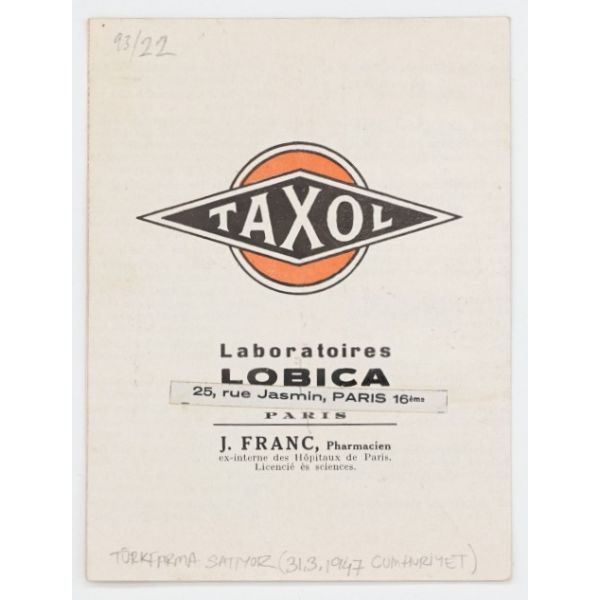 93/22
TAXOL
Laboratoires
LOBICA
25, rue Jasmin, PARIS 16ème
PARIS
J. FRANC, Pharmacien
ex-interne des Hôpitaux de Paris.
Licencié ès sciences.
TÜRKFARMA SATIYOR (31.3.1947 CUMHURİYET)